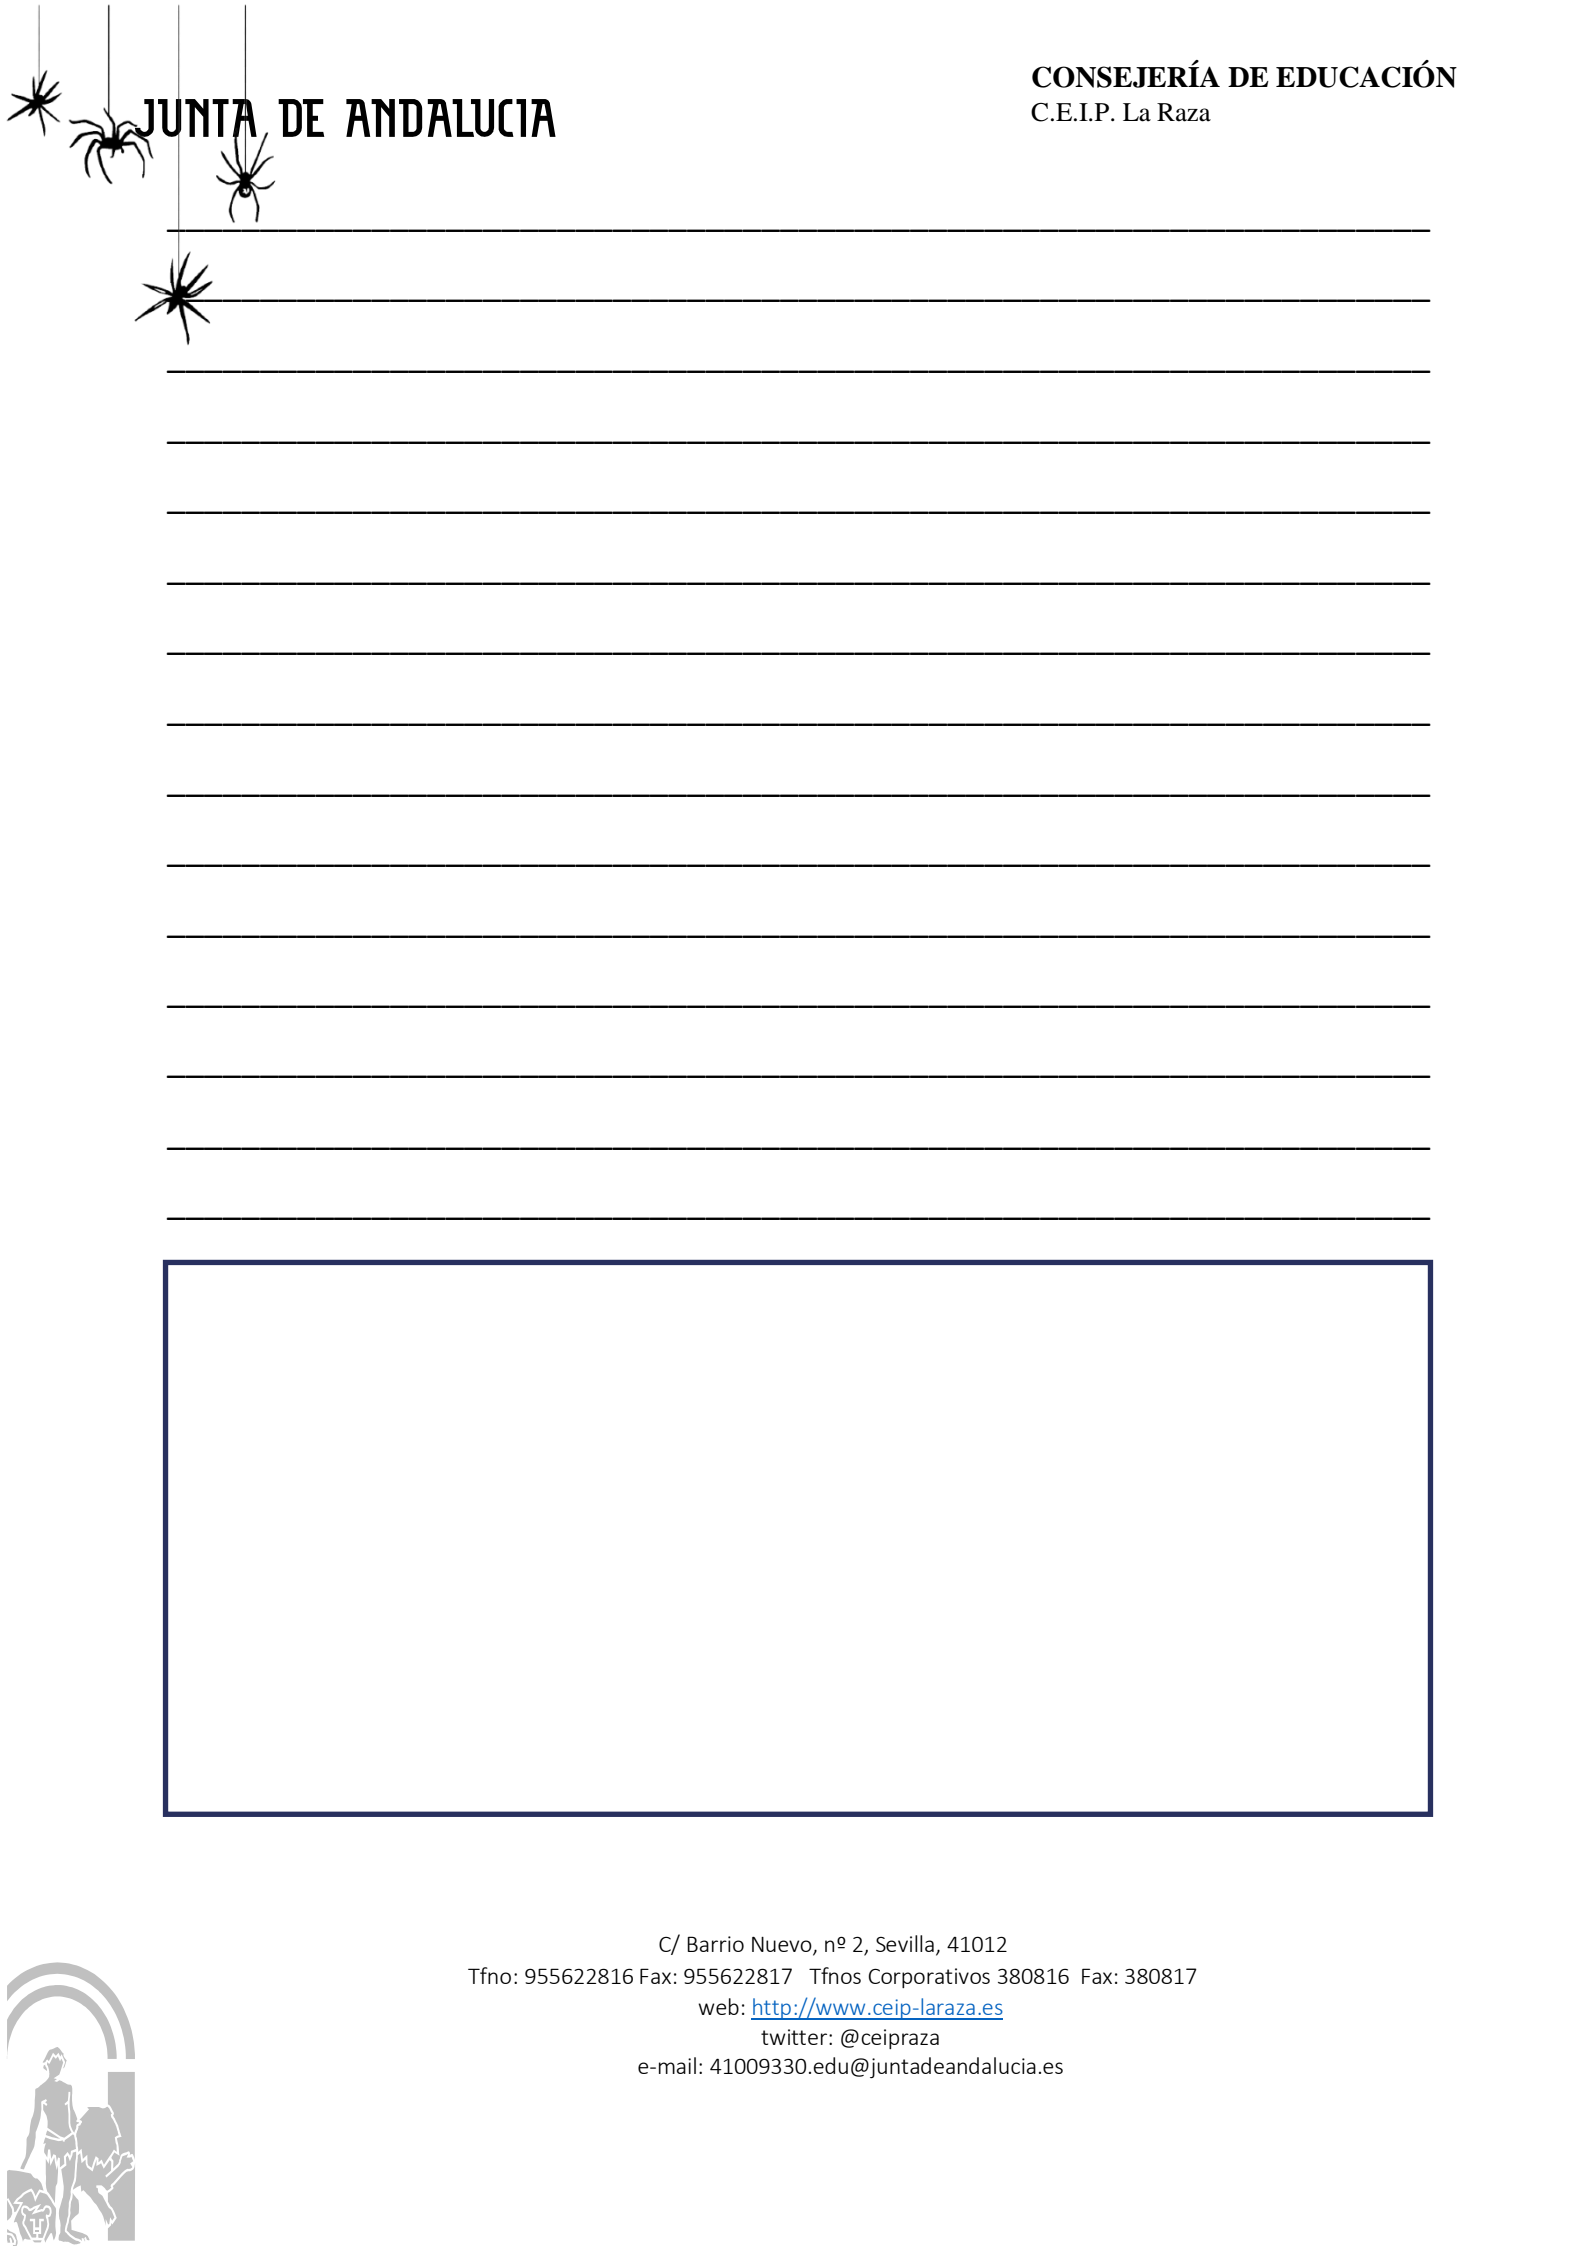 JUNTA DE ANDALUCIA
CONSEJERÍA DE EDUCACIÓN
C.E.I.P. La Raza
C/ Barrio Nuevo, nº 2, Sevilla, 41012
Tfno: 955622816 Fax: 955622817 Tfnos Corporativos 380816 Fax: 380817
web: http://www.ceip-laraza.es
twitter: @ceipraza
e-mail: 41009330.edu@juntadeandalucia.es